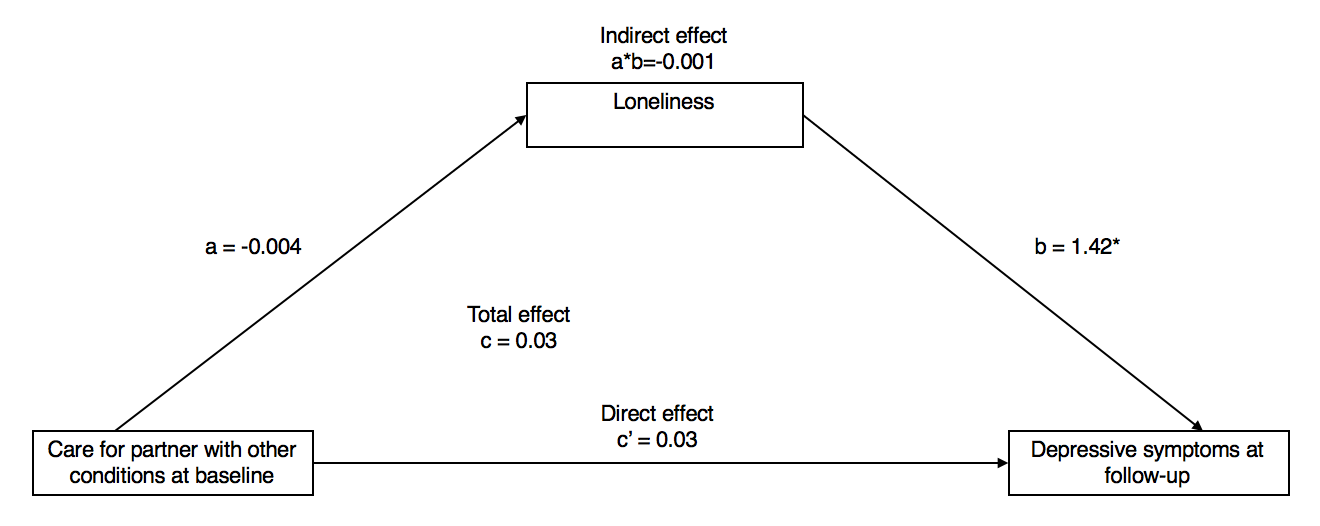 Indirect effect
a*b=-0.001
Loneliness
a = -0.004
b = 1.42*
Total effect
c = 0.03
Direct effect
c’ = 0.03
Care for partner with other
conditions at baseline
Depressive symptoms at
follow-up